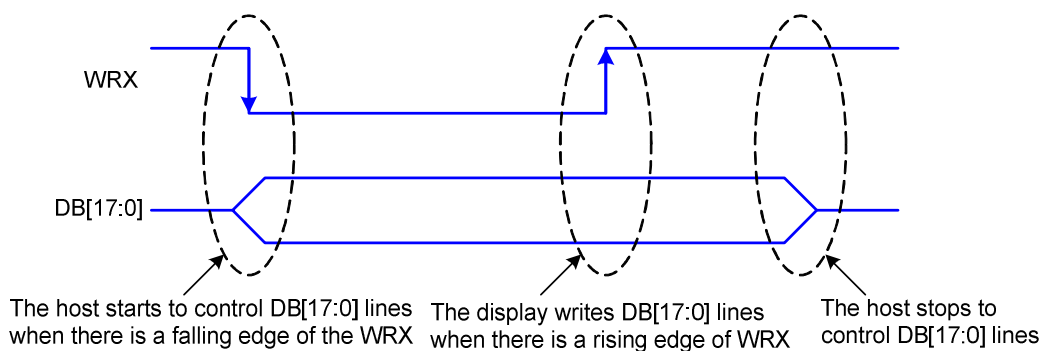 WRX
DB[17:0]
The host starts to control DB[17:0] lines
when there is a falling edge of the WRX
The display writes DB[17:0] lines
when there is a rising edge of WRX
The host stops to
control DB[17:0] lines